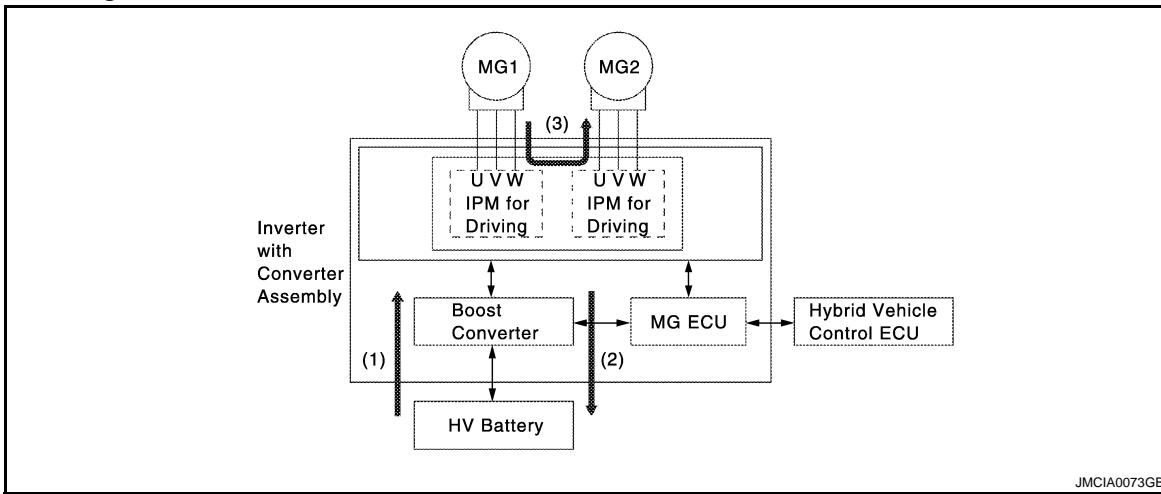 MG1
MG2
(3)
U V W
IPM for
Driving
U V W
IPM for
Driving
Inverter
with
Converter
Assembly
Boost
Converter
MG ECU
Hybrid Vehicle
Control ECU
(1)
(2)
HV Battery